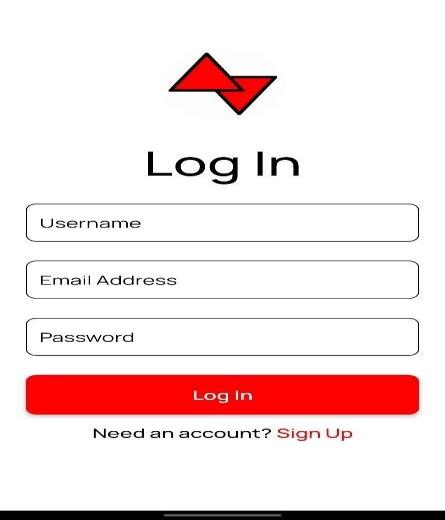 Log In
Username
Email Address
Password
Log In
Need an account? Sign Up